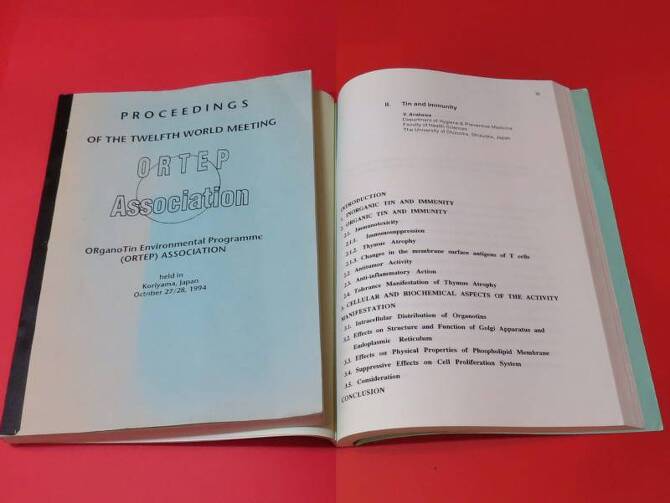 PROCEEDINGS
OF THE TWELFTH WORLD MEETING
ORTEP
Association
ORganoTin Environmental Programme
(ORTEP) ASSOCIATION
held in
Koriyama, Japan
October 27/28, 1994
II. Tin and Immunity
Y. Arakawa
Department of Hygiene & Preventive Medicine
Faculty of Health Sciences
The University of Shizuoka, Shizuoka, Japan
INTRODUCTION
1. INORGANIC TIN AND IMMUNITY
2. ORGANIC TIN AND IMMUNITY
2.1. Immunotoxicity
2.1.1. Immunosuppression
2.1.2. Thymus Atrophy
2.1.3. Changes in the membrane surface antigens of T cells
2.2. Antitumor Activity
2.3. Anti-inflammatory Action
2.4. Tolerance Manifestation of Thymus Atrophy
3. CELLULAR AND BIOCHEMICAL ASPECTS OF THE ACTIVITY
MANIFESTATION
3.1. Intracellular Distribution of Organotins
3.2. Effects on Structure and Function of Golgi Apparatus and
Endoplasmic Reticulum
3.3. Effects on Physical Properties of Phospholipid Membrane
3.4. Suppressive Effects on Cell Proliferation System
3.5. Consideration
CONCLUSION